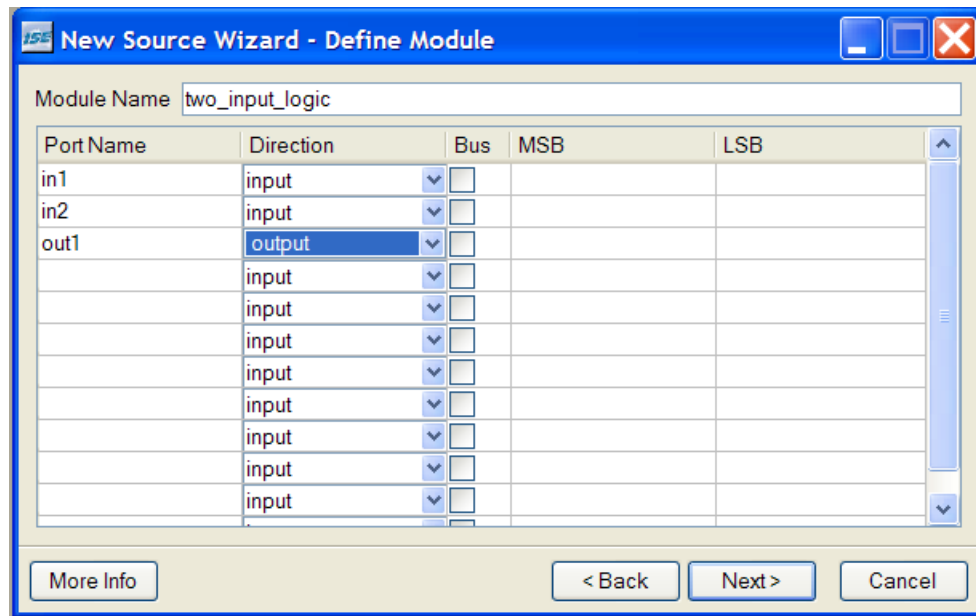 ISE New Source Wizard - Define Module
Module Name two_input_logic
Port Name Direction Bus MSB LSB
in1 input
in2 input
out1 output
input
input
input
input
input
input
input
input
More Info < Back Next > Cancel